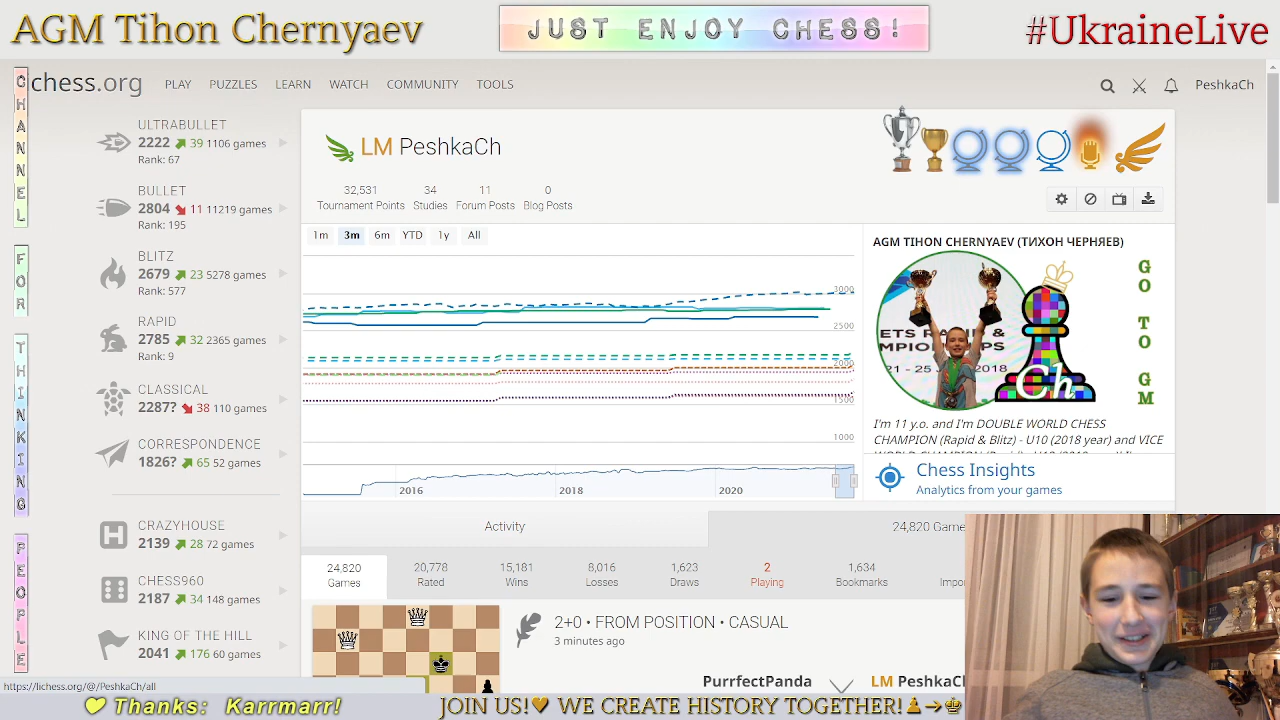 AGM Tihon Chernyaev
JUST ENJOY CHESS!
#UkraineLive
CHANNEL
FOR
THINKING
PEOPLE
chess.org
PLAY PUZZLES LEARN WATCH COMMUNITY TOOLS
PeshkaCh
ULTRABULLET
2222 39 1106 games
Rank: 67
BULLET
2804 11 11219 games
Rank: 195
BLITZ
2679 23 5278 games
Rank: 577
RAPID
2785 32 2365 games
Rank: 9
CLASSICAL
2287? 38 110 games
CORRESPONDENCE
1826? 65 52 games
CRAZYHOUSE
2139 28 72 games
CHESS960
2187 34 148 games
KING OF THE HILL
2041 176 60 games
LM PeshkaCh
32,531 34 11 0
Tournament Points Studies Forum Posts Blog Posts
1m 3m 6m YTD 1y All
3000
2500
2000
1500
1000
2016 2018 2020
AGM TIHON CHERNYAEV (ТИХОН ЧЕРНЯЕВ)
GO
TO
GM
Ch
21 - 25 2018
I'm 11 y.o. and I'm DOUBLE WORLD CHESS
CHAMPION (Rapid & Blitz) - U10 (2018 year) and VICE
Chess Insights
Analytics from your games
Activity
24,820 Game
24,820 20,778 15,181 8,016 1,623 2 1,634
Games Rated Wins Losses Draws Playing Bookmarks Impo
2+0 • FROM POSITION • CASUAL
3 minutes ago
PurrfectPanda LM PeshkaC
https://lichess.org/@/PeshkaCh/all
Thanks: Karrmarr!
JOIN US!♥ WE CREATE HISTORY TOGETHER!♟→♚